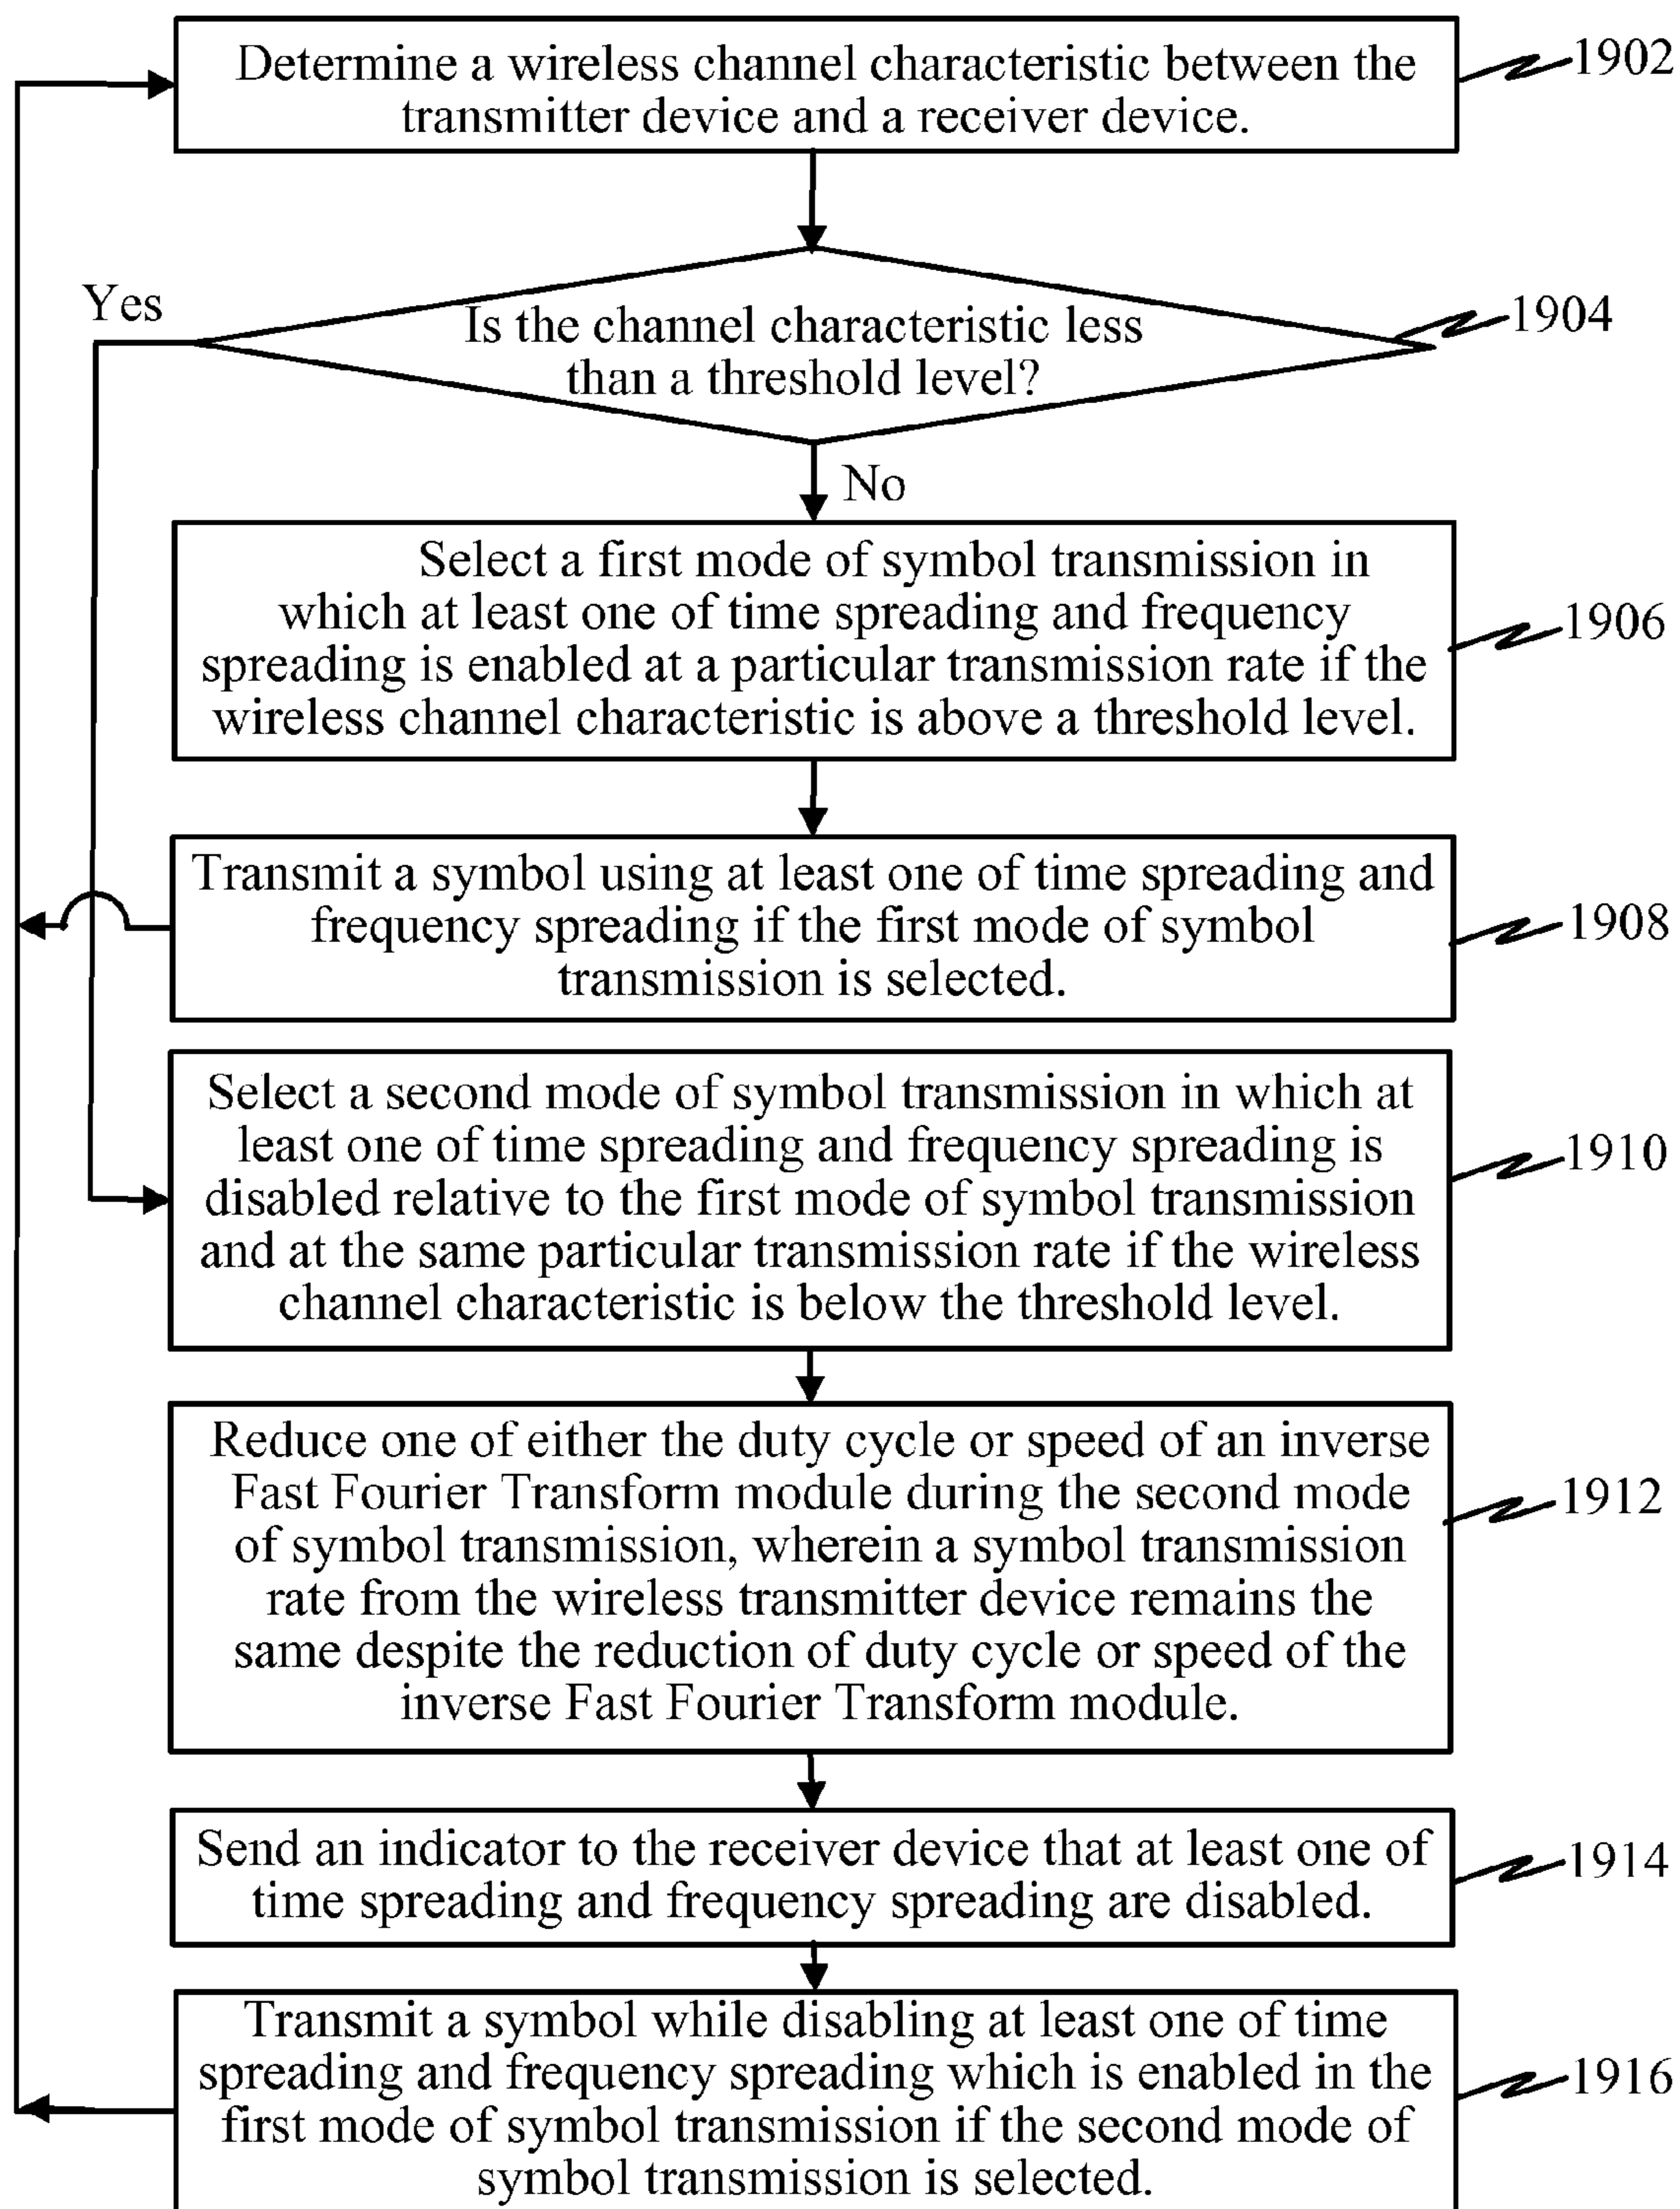 Determine a wireless channel characteristic between the
transmitter device and a receiver device.
1902
Yes
Is the channel characteristic less
than a threshold level?
1904
No
Select a first mode of symbol transmission in
which at least one of time spreading and frequency
spreading is enabled at a particular transmission rate if the
wireless channel characteristic is above a threshold level.
1906
Transmit a symbol using at least one of time spreading and
frequency spreading if the first mode of symbol
transmission is selected.
1908
Select a second mode of symbol transmission in which at
least one of time spreading and frequency spreading is
disabled relative to the first mode of symbol transmission
and at the same particular transmission rate if the wireless
channel characteristic is below the threshold level.
1910
Reduce one of either the duty cycle or speed of an inverse
Fast Fourier Transform module during the second mode
of symbol transmission, wherein a symbol transmission
rate from the wireless transmitter device remains the
same despite the reduction of duty cycle or speed of the
inverse Fast Fourier Transform module.
1912
Send an indicator to the receiver device that at least one of
time spreading and frequency spreading are disabled.
1914
Transmit a symbol while disabling at least one of time
spreading and frequency spreading which is enabled in the
first mode of symbol transmission if the second mode of
symbol transmission is selected.
1916